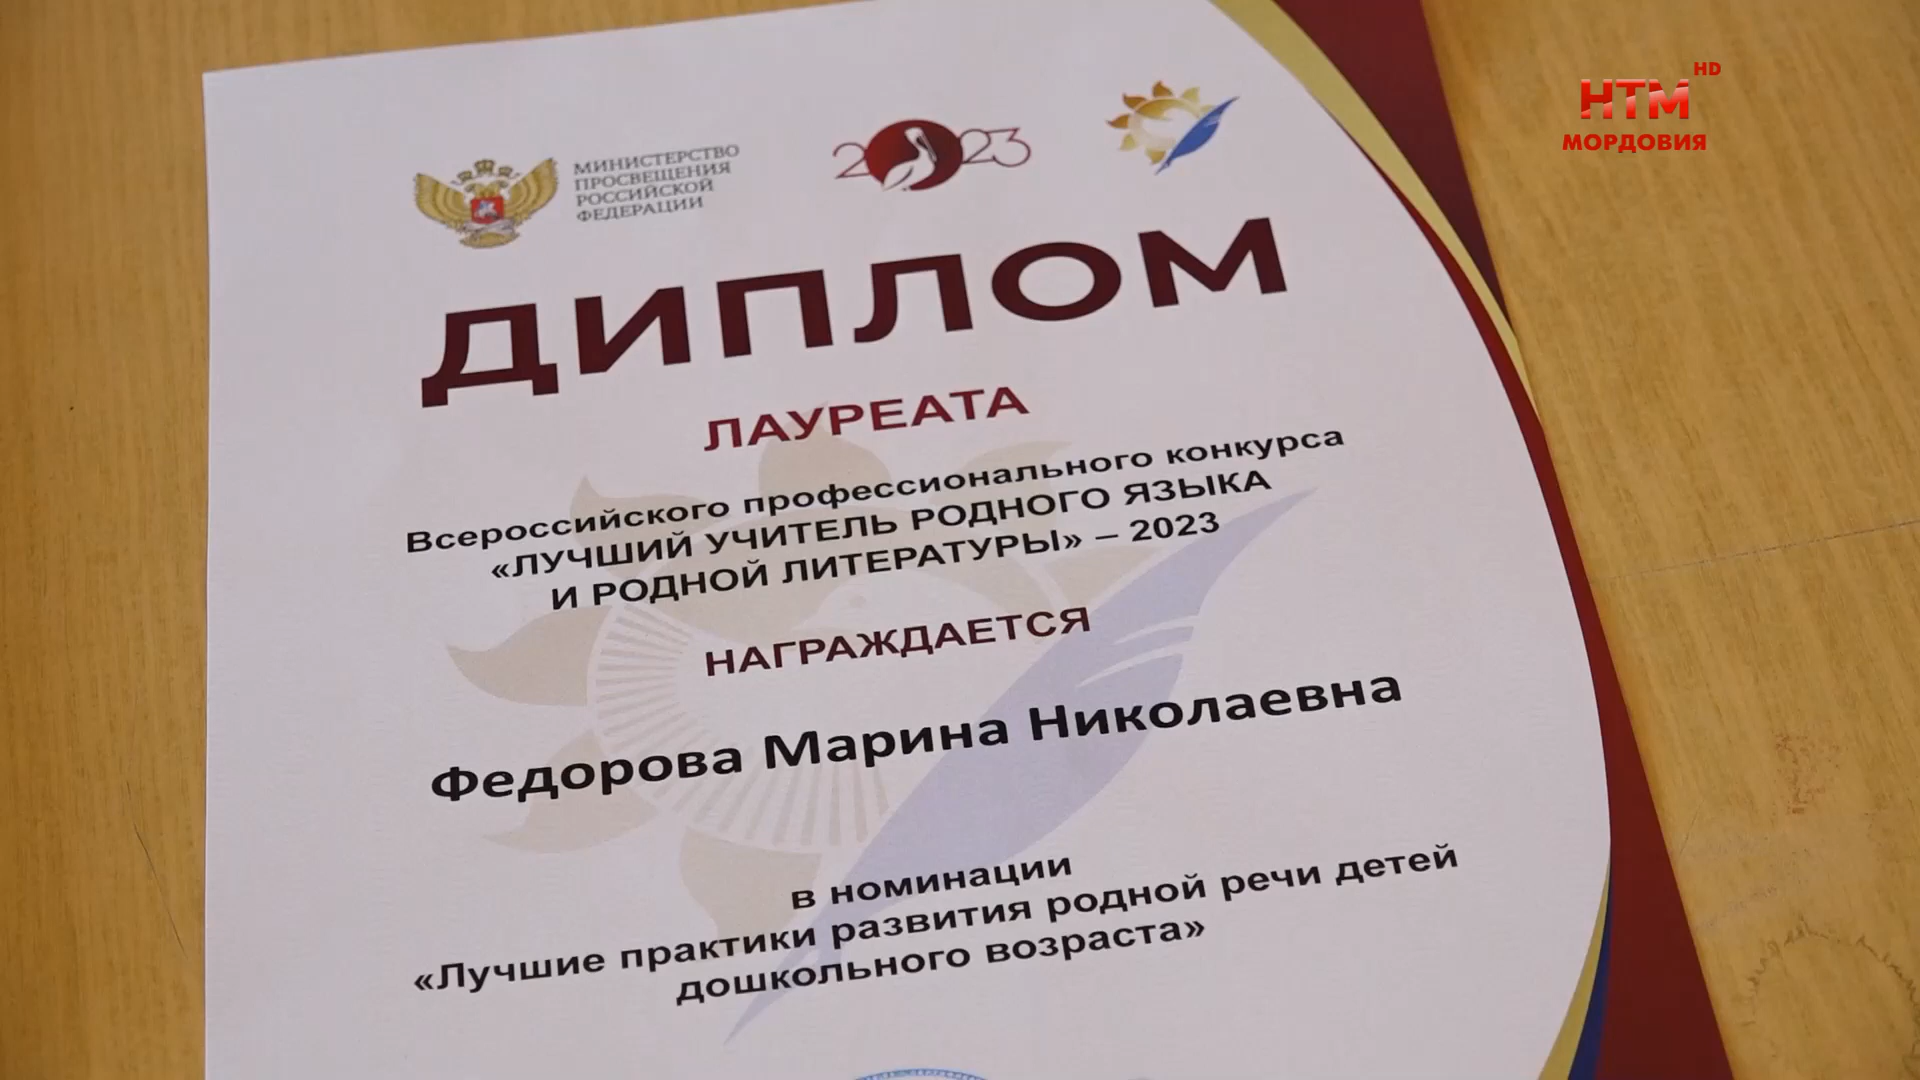 HD
НТМ
МОРДОВИЯ
МИНИСТЕРСТВО
ПРОСВЕЩЕНИЯ
РОССИЙСКОЙ
ФЕДЕРАЦИИ
2023
ДИПЛОМ
ЛАУРЕАТА
Всероссийского профессионального конкурса
«ЛУЧШИЙ УЧИТЕЛЬ РОДНОГО ЯЗЫКА
И РОДНОЙ ЛИТЕРАТУРЫ» – 2023
НАГРАЖДАЕТСЯ
Федорова Марина Николаевна
в номинации
«Лучшие практики развития родной речи детей
дошкольного возраста»